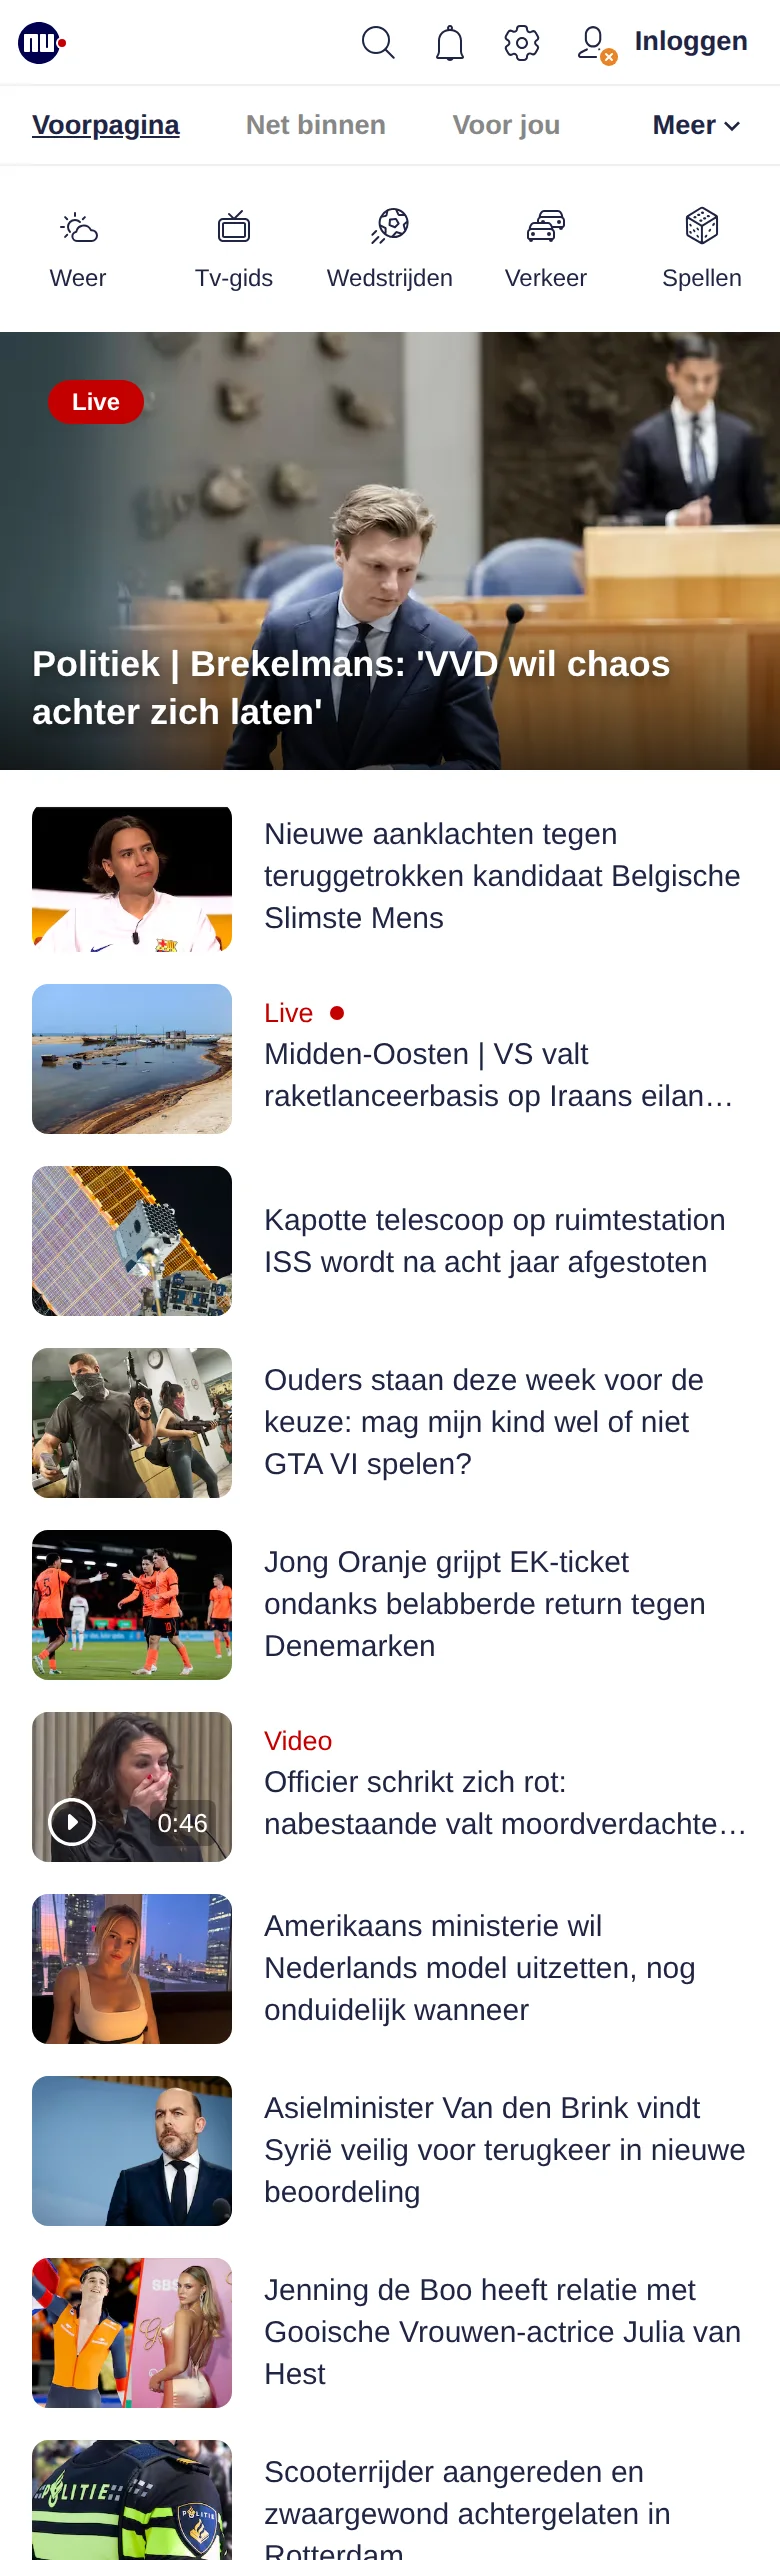 nu
Inloggen
Voorpagina
Net binnen
Voor jou
Meer
Weer
Tv-gids
Wedstrijden
Verkeer
Spellen
Live
Politiek | Brekelmans: 'VVD wil chaos
achter zich laten'
Nieuwe aanklachten tegen
teruggetrokken kandidaat Belgische
Slimste Mens
Live
Midden-Oosten | VS valt
raketlanceerbasis op Iraans eilan…
Kapotte telescoop op ruimtestation
ISS wordt na acht jaar afgestoten
Ouders staan deze week voor de
keuze: mag mijn kind wel of niet
GTA VI spelen?
Jong Oranje grijpt EK-ticket
ondanks belabberde return tegen
Denemarken
0:46
Video
Officier schrikt zich rot:
nabestaande valt moordverdachte…
Amerikaans ministerie wil
Nederlands model uitzetten, nog
onduidelijk wanneer
Asielminister Van den Brink vindt
Syrië veilig voor terugkeer in nieuwe
beoordeling
SBS
Jenning de Boo heeft relatie met
Gooische Vrouwen-actrice Julia van
Hest
POLITIE
POLITIE
Scooterrijder aangereden en
zwaargewond achtergelaten in
Rotterdam